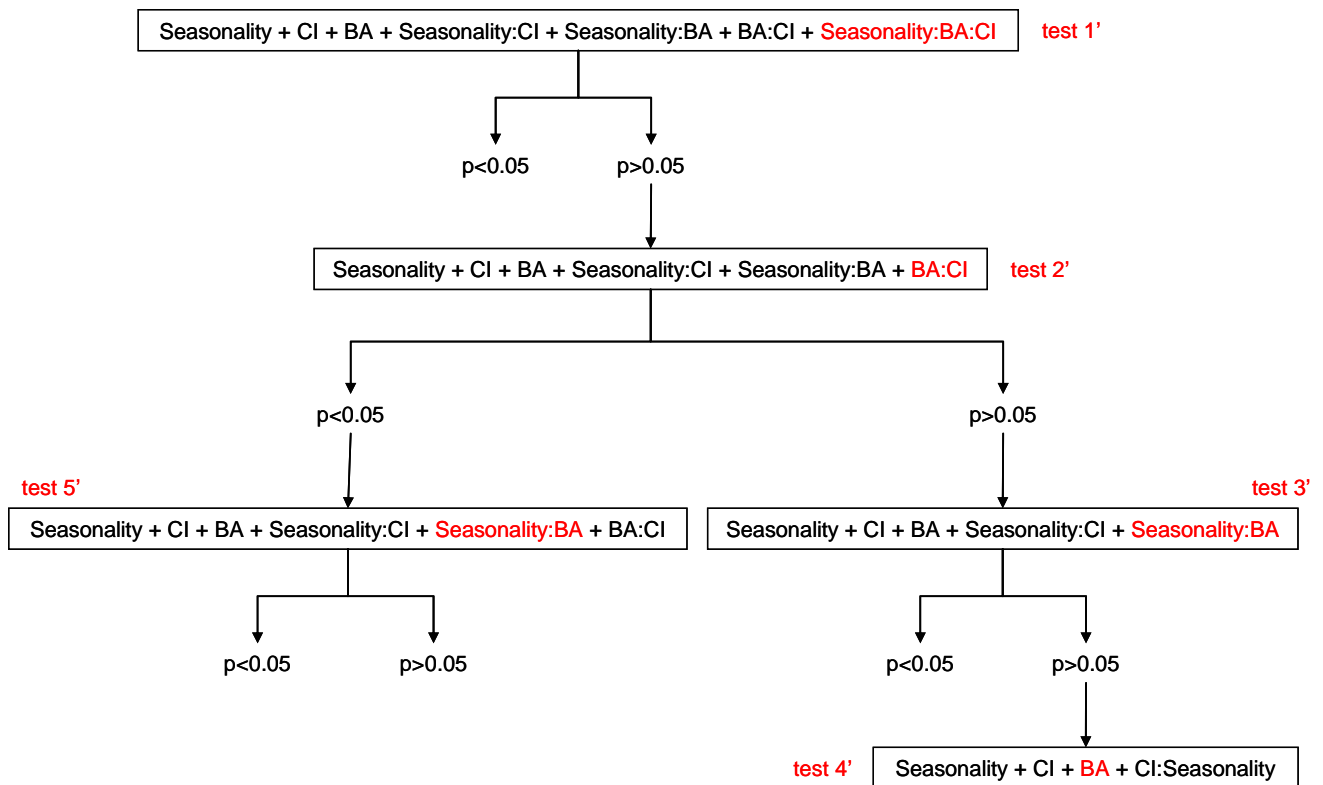 Seasonality + CI + BA + Seasonality:CI + Seasonality:BA + BA:CI + Seasonality:BA:CI test 1’
p<0.05 p>0.05
Seasonality + CI + BA + Seasonality:CI + Seasonality:BA + BA:CI test 2’
p<0.05 p>0.05
test 5’ test 3’
Seasonality + CI + BA + Seasonality:CI + Seasonality:BA + BA:CI Seasonality + CI + BA + Seasonality:CI + Seasonality:BA
p<0.05 p>0.05 p<0.05 p>0.05
test 4’ Seasonality + CI + BA + CI:Seasonality